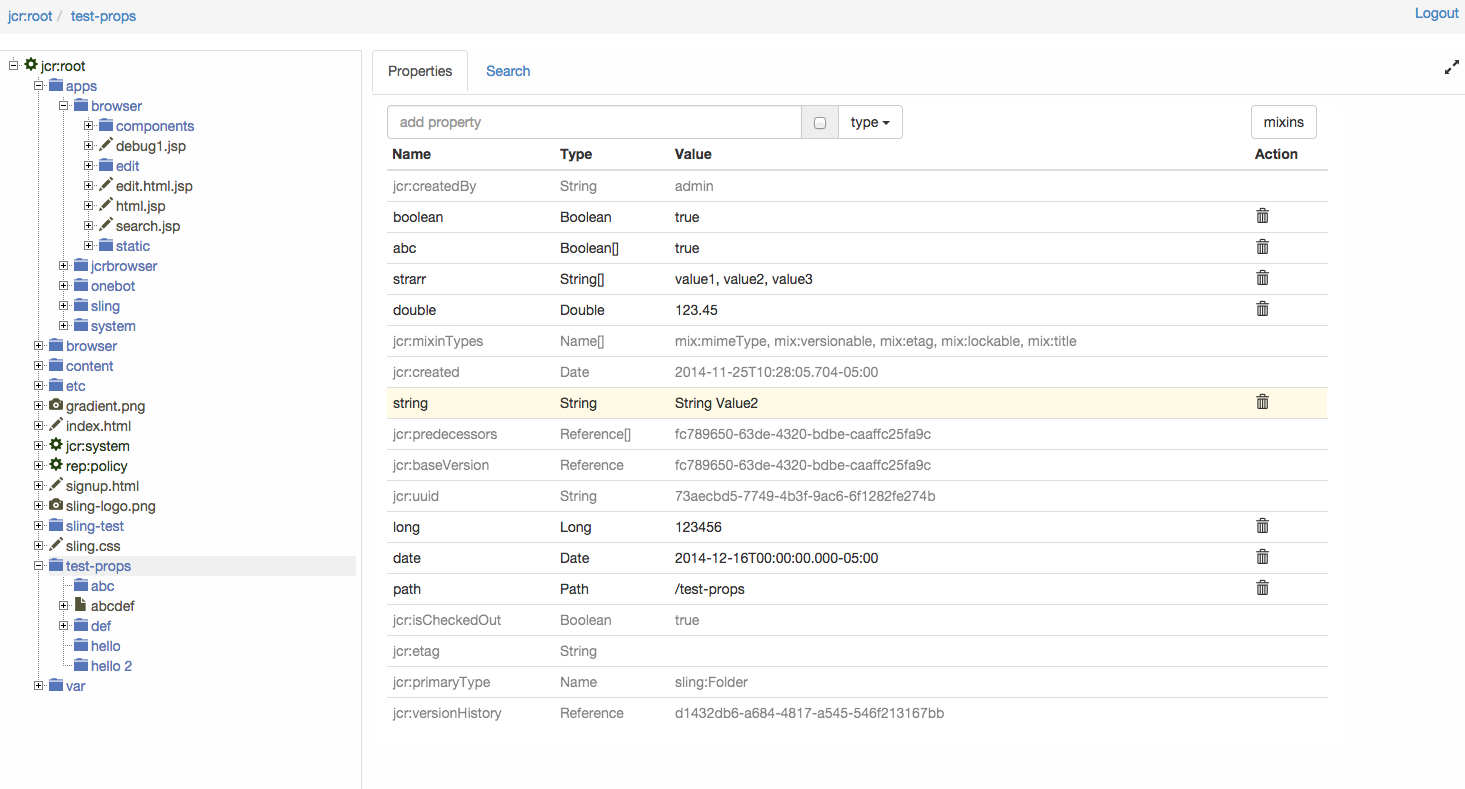 jcr:root / test-props
Logout
jcr:root
apps
browser
components
debug1.jsp
edit
edit.html.jsp
html.jsp
search.jsp
static
jcrbrowser
onebot
sling
system
browser
content
etc
gradient.png
index.html
jcr:system
rep:policy
signup.html
sling-logo.png
sling-test
sling.css
test-props
abc
abcdef
def
hello
hello 2
var
Properties Search
add property type mixins
Name Type Value Action
jcr:createdBy String admin
boolean Boolean true
abc Boolean[] true
strarr String[] value1, value2, value3
double Double 123.45
jcr:mixinTypes Name[] mix:mimeType, mix:versionable, mix:etag, mix:lockable, mix:title
jcr:created Date 2014-11-25T10:28:05.704-05:00
string String String Value2
jcr:predecessors Reference[] fc789650-63de-4320-bdbe-caaffc25fa9c
jcr:baseVersion Reference fc789650-63de-4320-bdbe-caaffc25fa9c
jcr:uuid String 73aecbd5-7749-4b3f-9ac6-6f1282fe274b
long Long 123456
date Date 2014-12-16T00:00:00.000-05:00
path Path /test-props
jcr:isCheckedOut Boolean true
jcr:etag String
jcr:primaryType Name sling:Folder
jcr:versionHistory Reference d1432db6-a684-4817-a545-546f213167bb